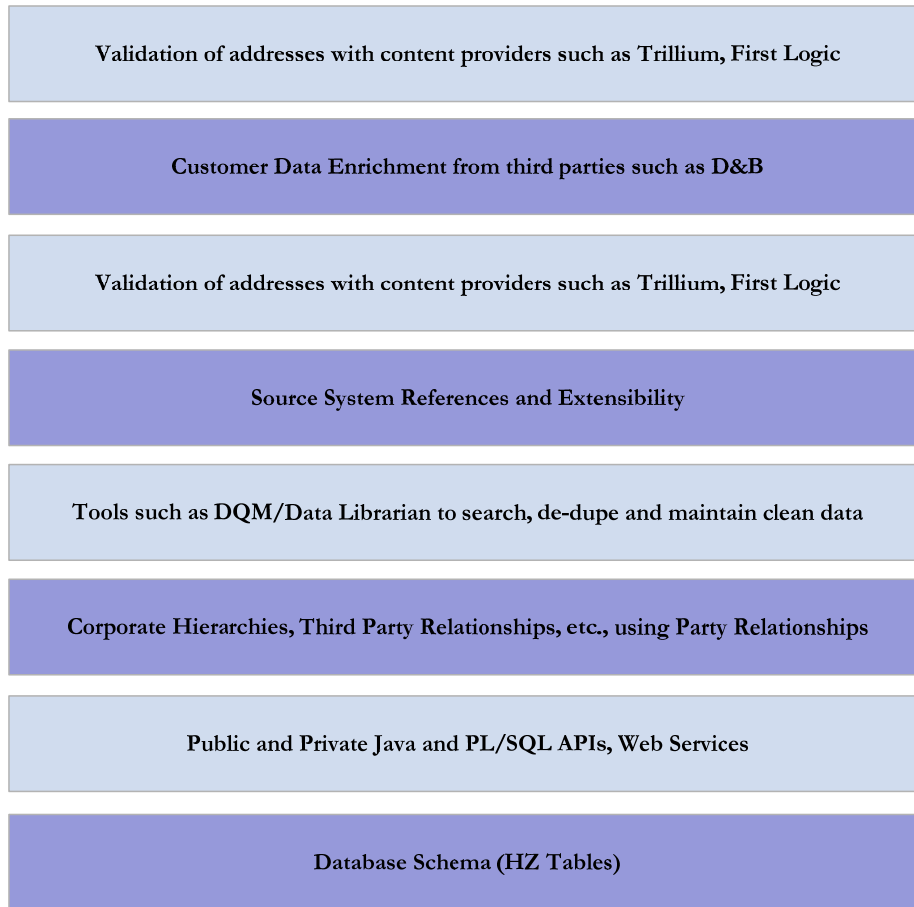 Validation of addresses with content providers such as Trillium, First Logic
Customer Data Enrichment from third parties such as D&B
Validation of addresses with content providers such as Trillium, First Logic
Source System References and Extensibility
Tools such as DQM/Data Librarian to search, de-dupe and maintain clean data
Corporate Hierarchies, Third Party Relationships, etc., using Party Relationships
Public and Private Java and PL/SQL APIs, Web Services
Database Schema (HZ Tables)